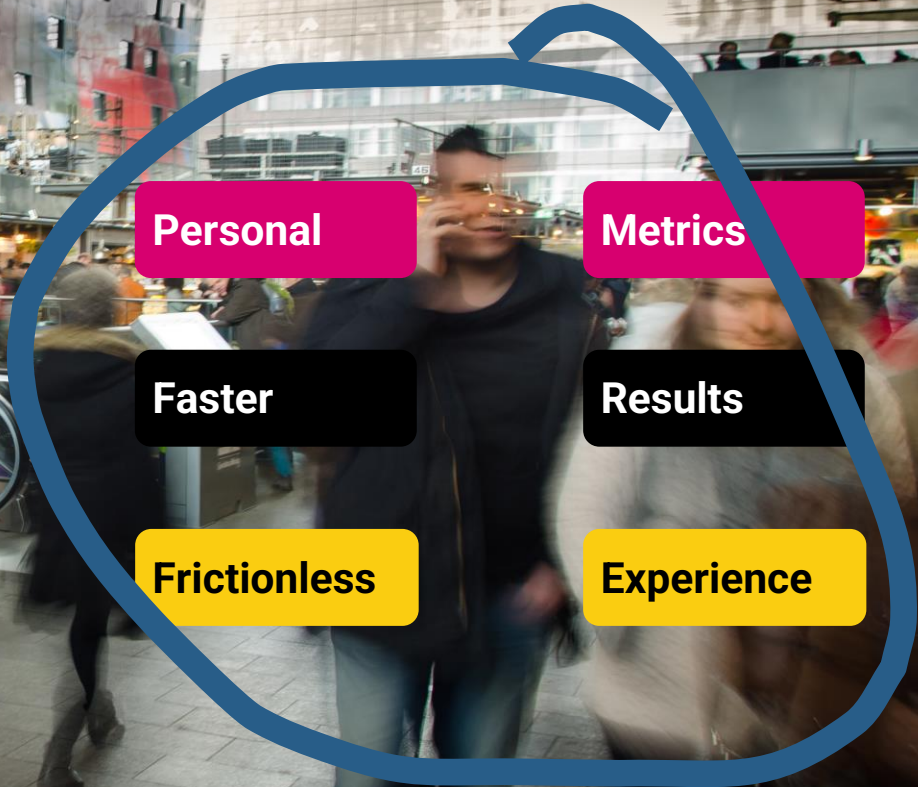 Personal
Metrics
Faster
Results
Frictionless
Experience